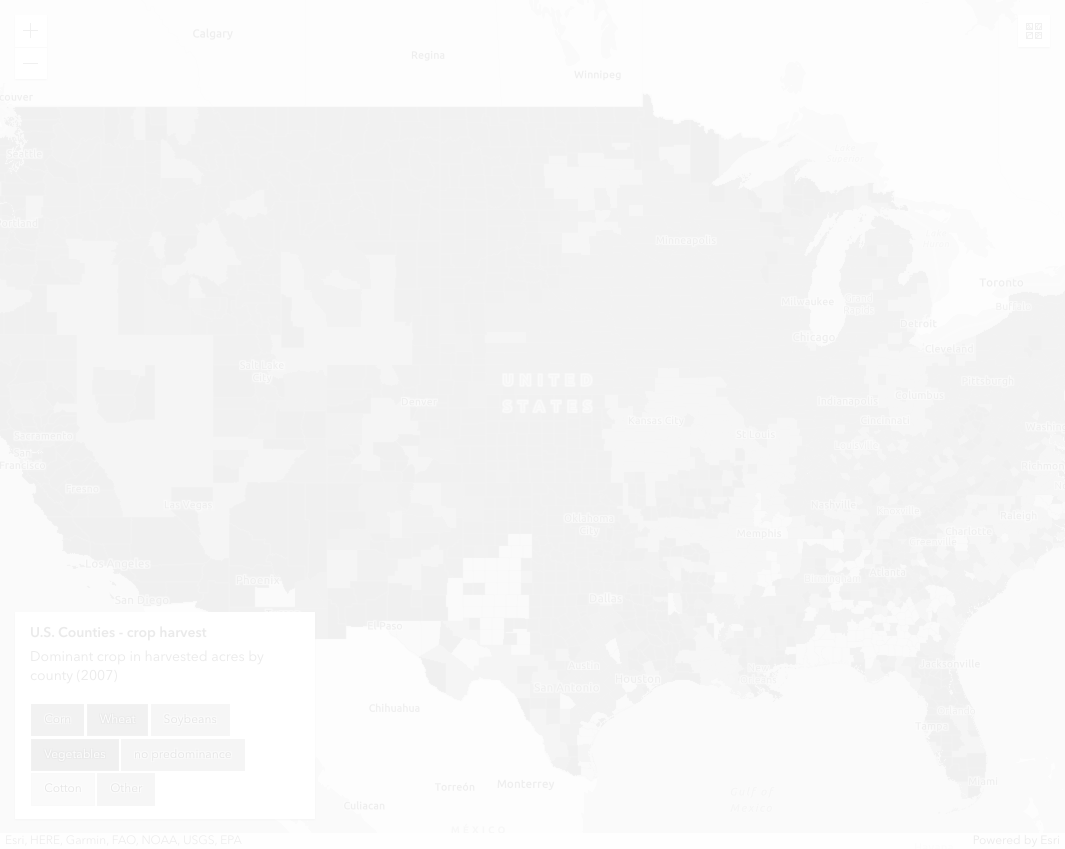 Calgary
Regina
Winnipeg
couver
Seattle
Minneapolis
Toronto
Milwaukee
Detroit
Chicago
Cleveland
Salt Lake
City
UNITED
STATES
Denver
Pittsburgh
Columbus
Indianapolis
Kansas City
St Louis
Cincinnati
Sacramento
San
Francisco
Fresno
Las Vegas
Nashville
Oklahoma
City
Memphis
Charlotte
Raleigh
Los Angeles
Phoenix
Atlanta
San Diego
Dallas
El Paso
Austin
Houston
San Antonio
Jacksonville
Chihuahua
Tampa
Miami
Torreón
Monterrey
Culiacan
Gulf of
Mexico
MÉXICO
U.S. Counties - crop harvest
Dominant crop in harvested acres by
county (2007)
Corn
Wheat
Soybeans
vegetables
no predominance
Cotton
Other
Esri, HERE, Garmin, FAO, NOAA, USGS, EPA
Powered by Esri